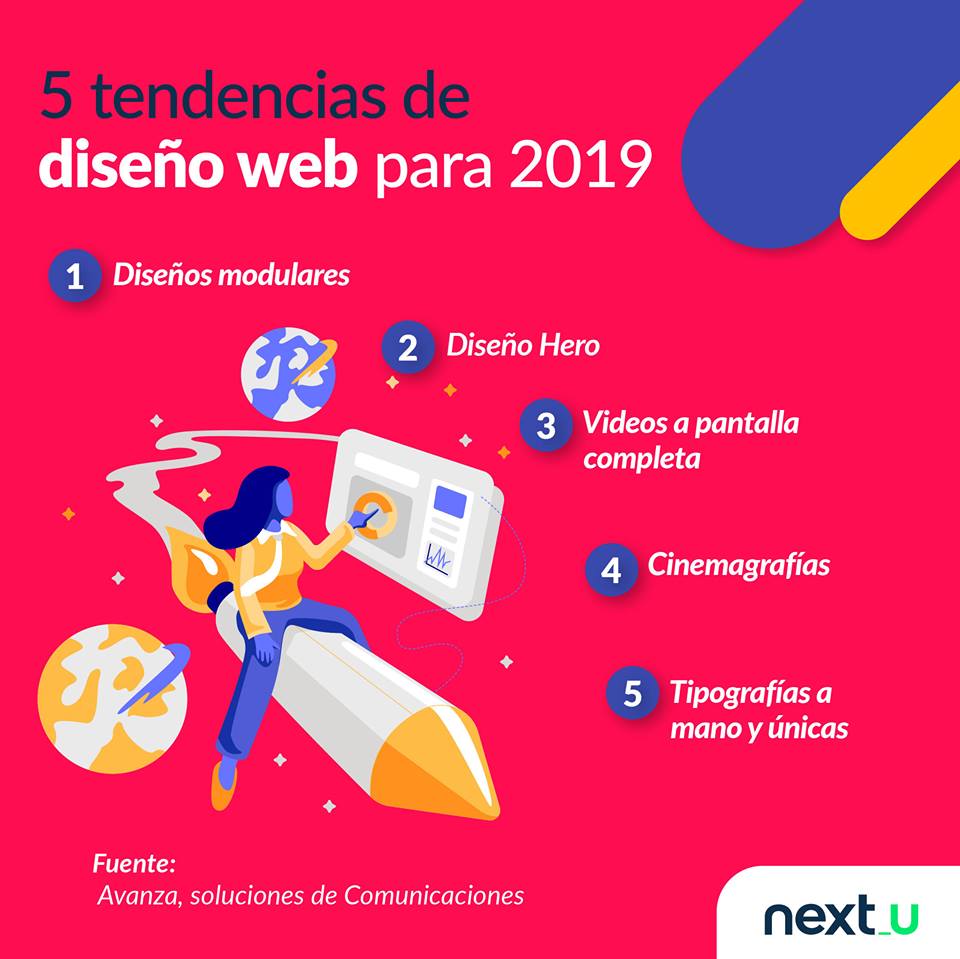 5 tendencias de
diseño web para 2019
1 Diseños modulares
2 Diseño Hero
3 Videos a pantalla
completa
4 Cinemagrafías
5 Tipografías a
mano y únicas
Fuente:
Avanza, soluciones de Comunicaciones
next_u